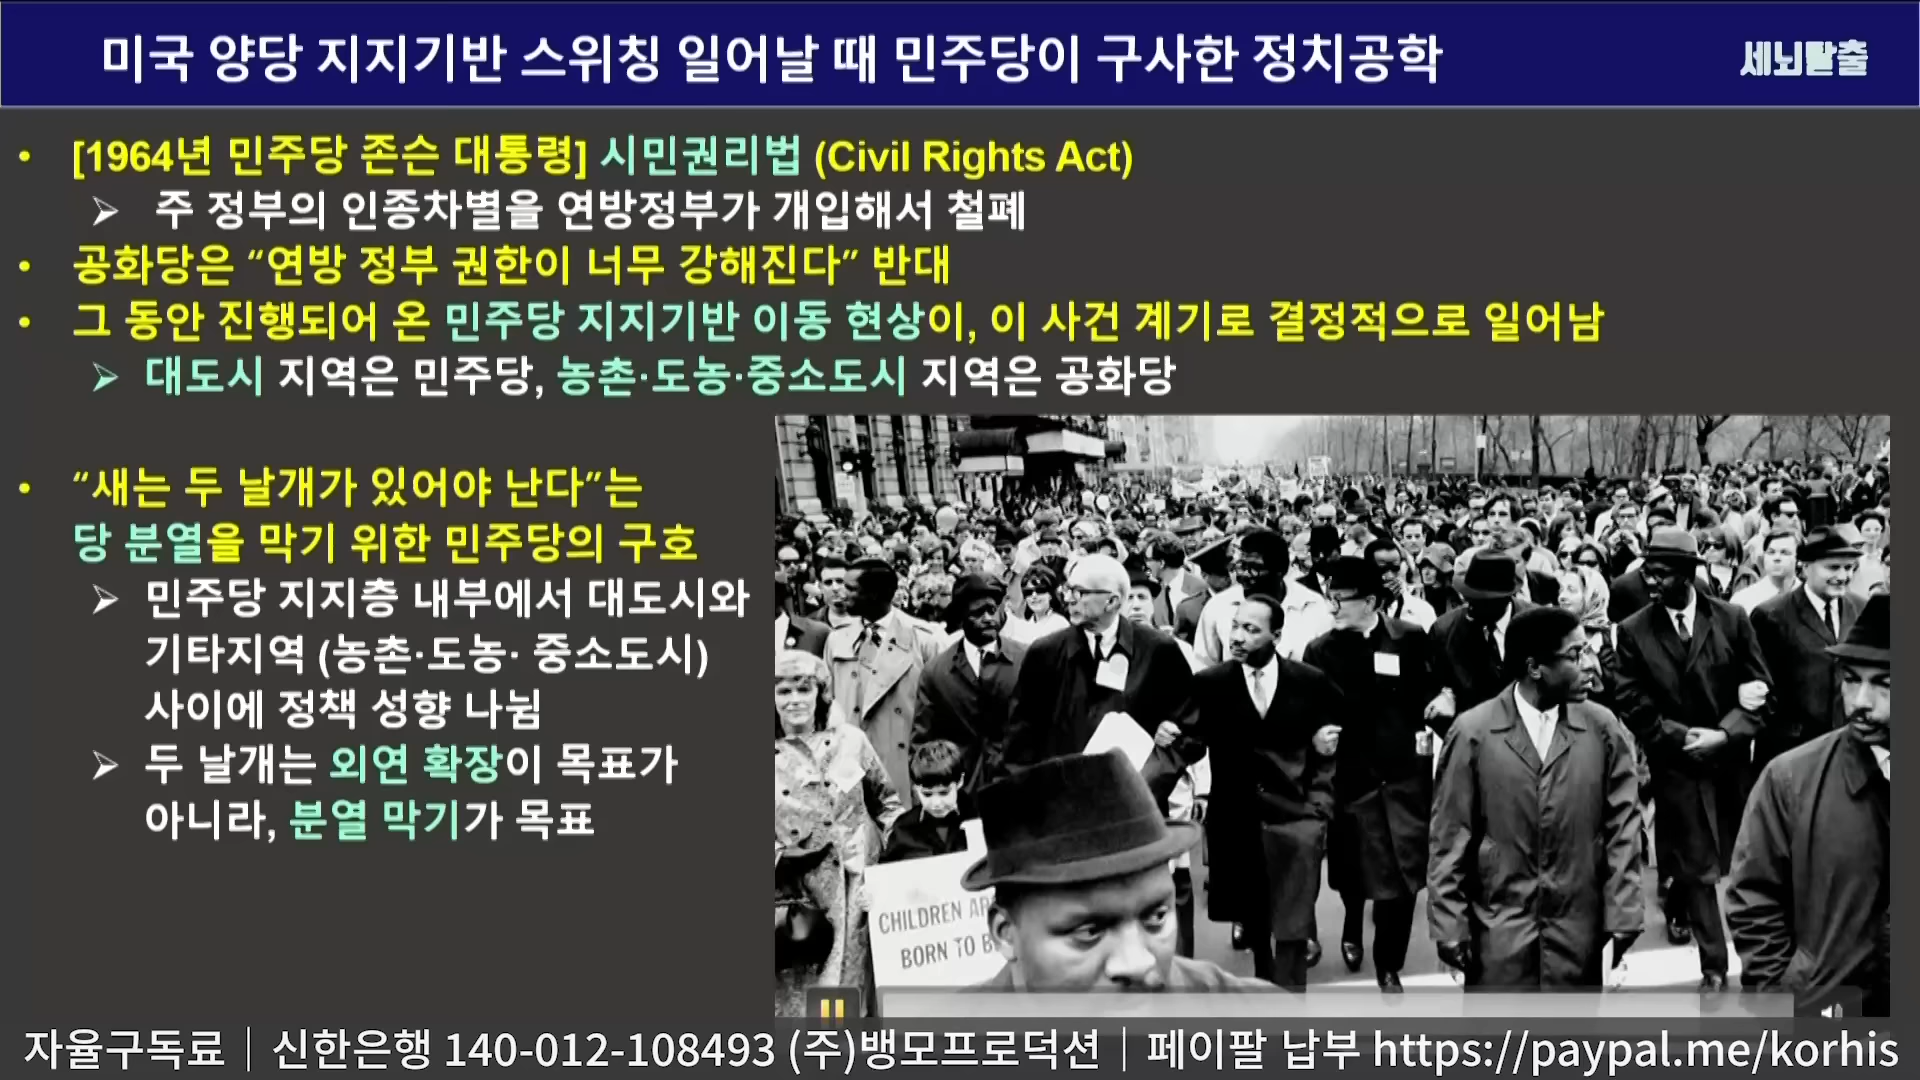 미국 양당 지지기반 스위칭 일어날 때 민주당이 구사한 정치공학
세뇌탈출
• [1964년 민주당 존슨 대통령] 시민권리법 (Civil Rights Act)
➢ 주 정부의 인종차별을 연방정부가 개입해서 철폐
• 공화당은 “연방 정부 권한이 너무 강해진다” 반대
• 그 동안 진행되어 온 민주당 지지기반 이동 현상이, 이 사건 계기로 결정적으로 일어남
➢ 대도시 지역은 민주당, 농촌·도농·중소도시 지역은 공화당
• “새는 두 날개가 있어야 난다”는
당 분열을 막기 위한 민주당의 구호
➢ 민주당 지지층 내부에서 대도시와
기타지역 (농촌·도농· 중소도시)
사이에 정책 성향 나뉨
➢ 두 날개는 외연 확장이 목표가
아니라, 분열 막기가 목표
CHILDREN AR
BORN TO B
자율구독료｜신한은행 140-012-108493 (주)뱅모프로덕션｜페이팔 납부 https://paypal.me/korhis